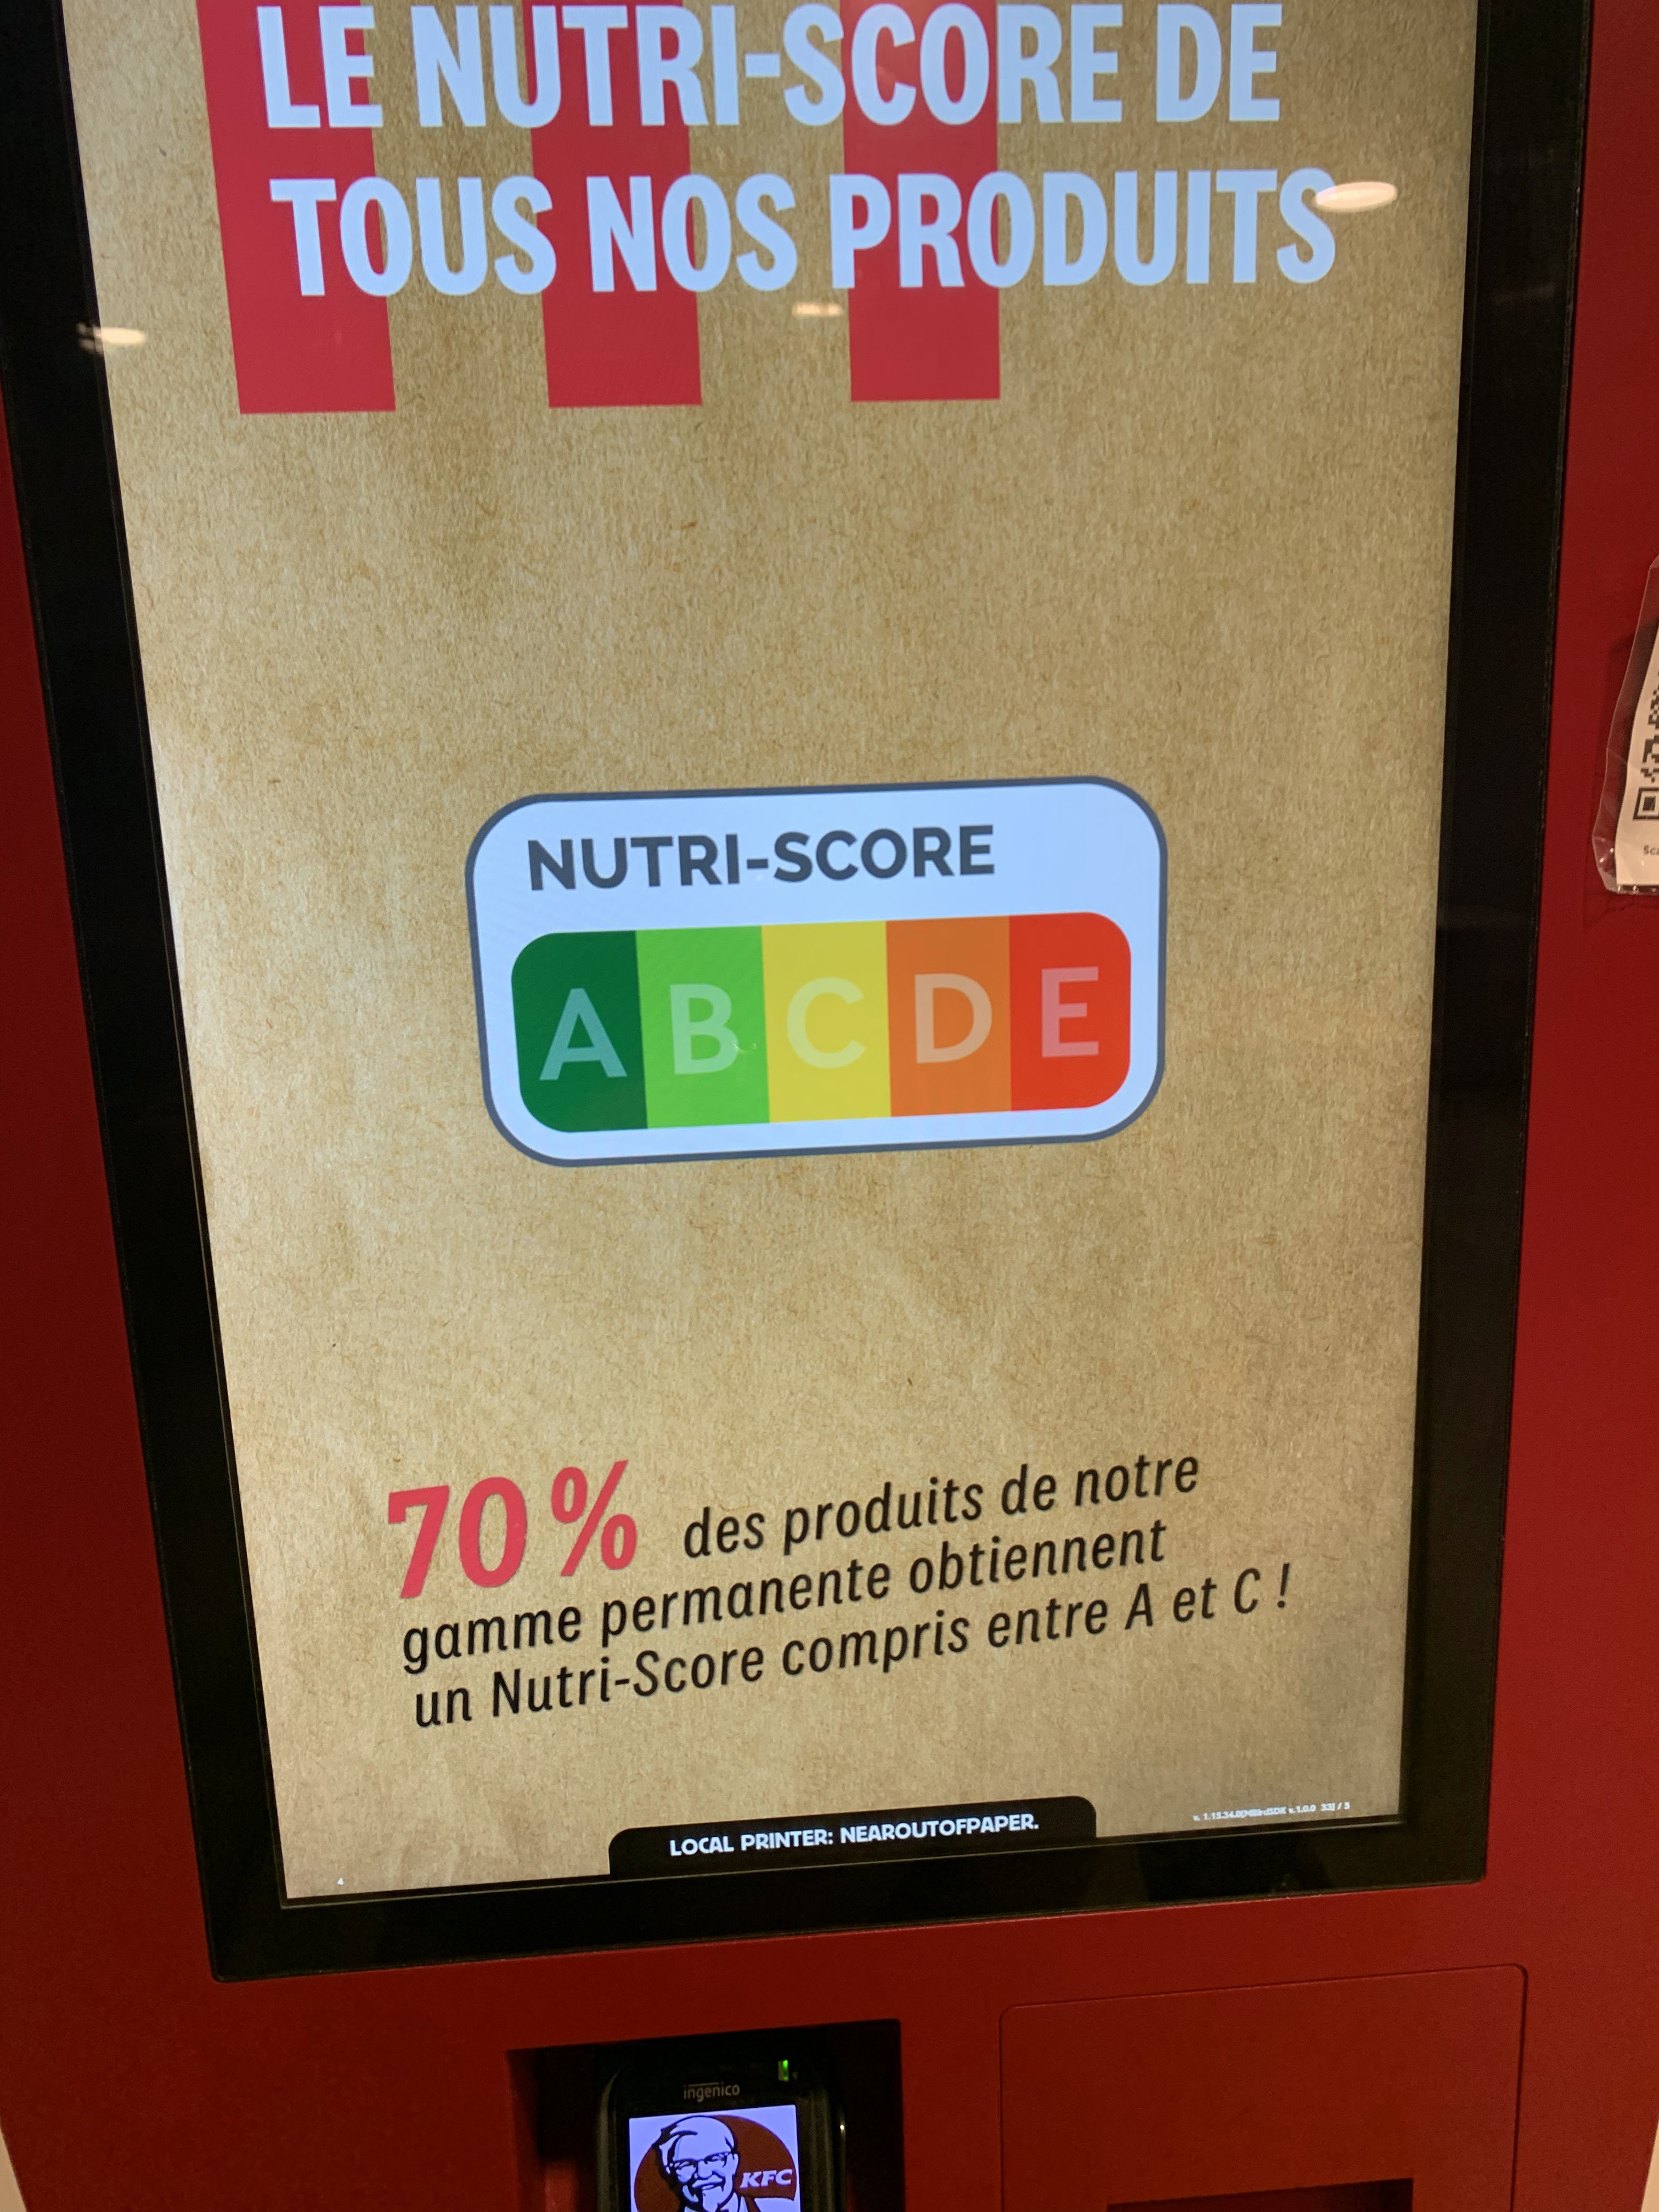 LE NUTRI-SCORE DE
TOUS NOS PRODUITS
NUTRI-SCORE
A B C D E
70 % des produits de notre
gamme permanente obtiennent
un Nutri-Score compris entre A et C !
LOCAL PRINTER: NEAROUTOFPAPER.
4
ingenico
KFC